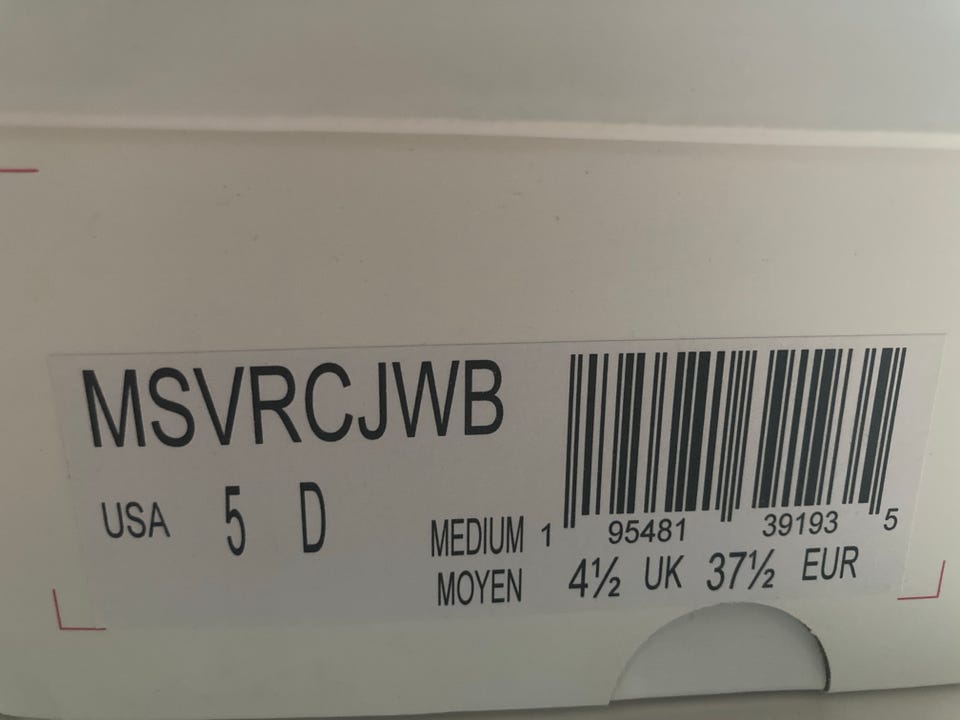 MSVRCJWB
USA 5 D
MEDIUM 1 95481 39193 5
MOYEN 4½ UK 37½ EUR